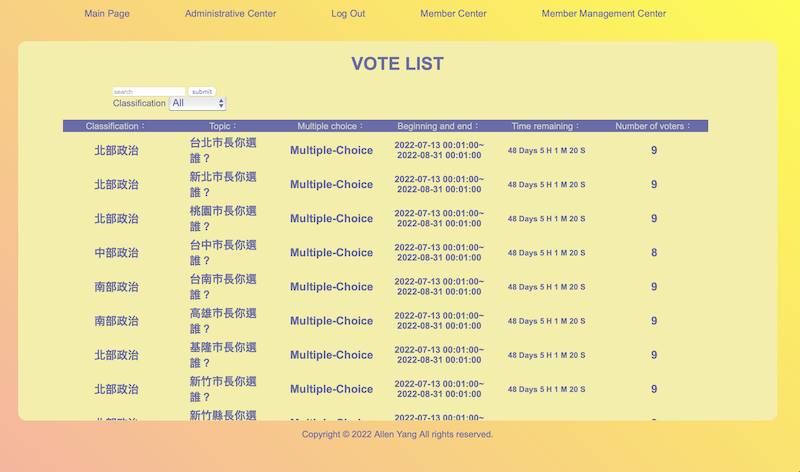 Main Page Administrative Center Log Out Member Center Member Management Center
VOTE LIST
search submit
Classification All
Classification： Topic： Multiple choice： Beginning and end： Time remaining： Number of voters：
北部政治 台北市長你選誰？ Multiple-Choice 2022-07-13 00:01:00~ 2022-08-31 00:01:00 48 Days 5 H 1 M 20 S 9
北部政治 新北市長你選誰？ Multiple-Choice 2022-07-13 00:01:00~ 2022-08-31 00:01:00 48 Days 5 H 1 M 20 S 9
北部政治 桃園市長你選誰？ Multiple-Choice 2022-07-13 00:01:00~ 2022-08-31 00:01:00 48 Days 5 H 1 M 20 S 9
中部政治 台中市長你選誰？ Multiple-Choice 2022-07-13 00:01:00~ 2022-08-31 00:01:00 48 Days 5 H 1 M 20 S 8
南部政治 台南市長你選誰？ Multiple-Choice 2022-07-13 00:01:00~ 2022-08-31 00:01:00 48 Days 5 H 1 M 20 S 9
南部政治 高雄市長你選誰？ Multiple-Choice 2022-07-13 00:01:00~ 2022-08-31 00:01:00 48 Days 5 H 1 M 20 S 9
北部政治 基隆市長你選誰？ Multiple-Choice 2022-07-13 00:01:00~ 2022-08-31 00:01:00 48 Days 5 H 1 M 20 S 9
北部政治 新竹市長你選誰？ Multiple-Choice 2022-07-13 00:01:00~ 2022-08-31 00:01:00 48 Days 5 H 1 M 20 S 9
新竹縣長你選 2022-07-13 00:01:00~
Copyright © 2022 Allen Yang All rights reserved.